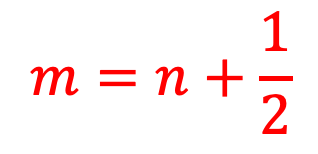 m = n + 1/2